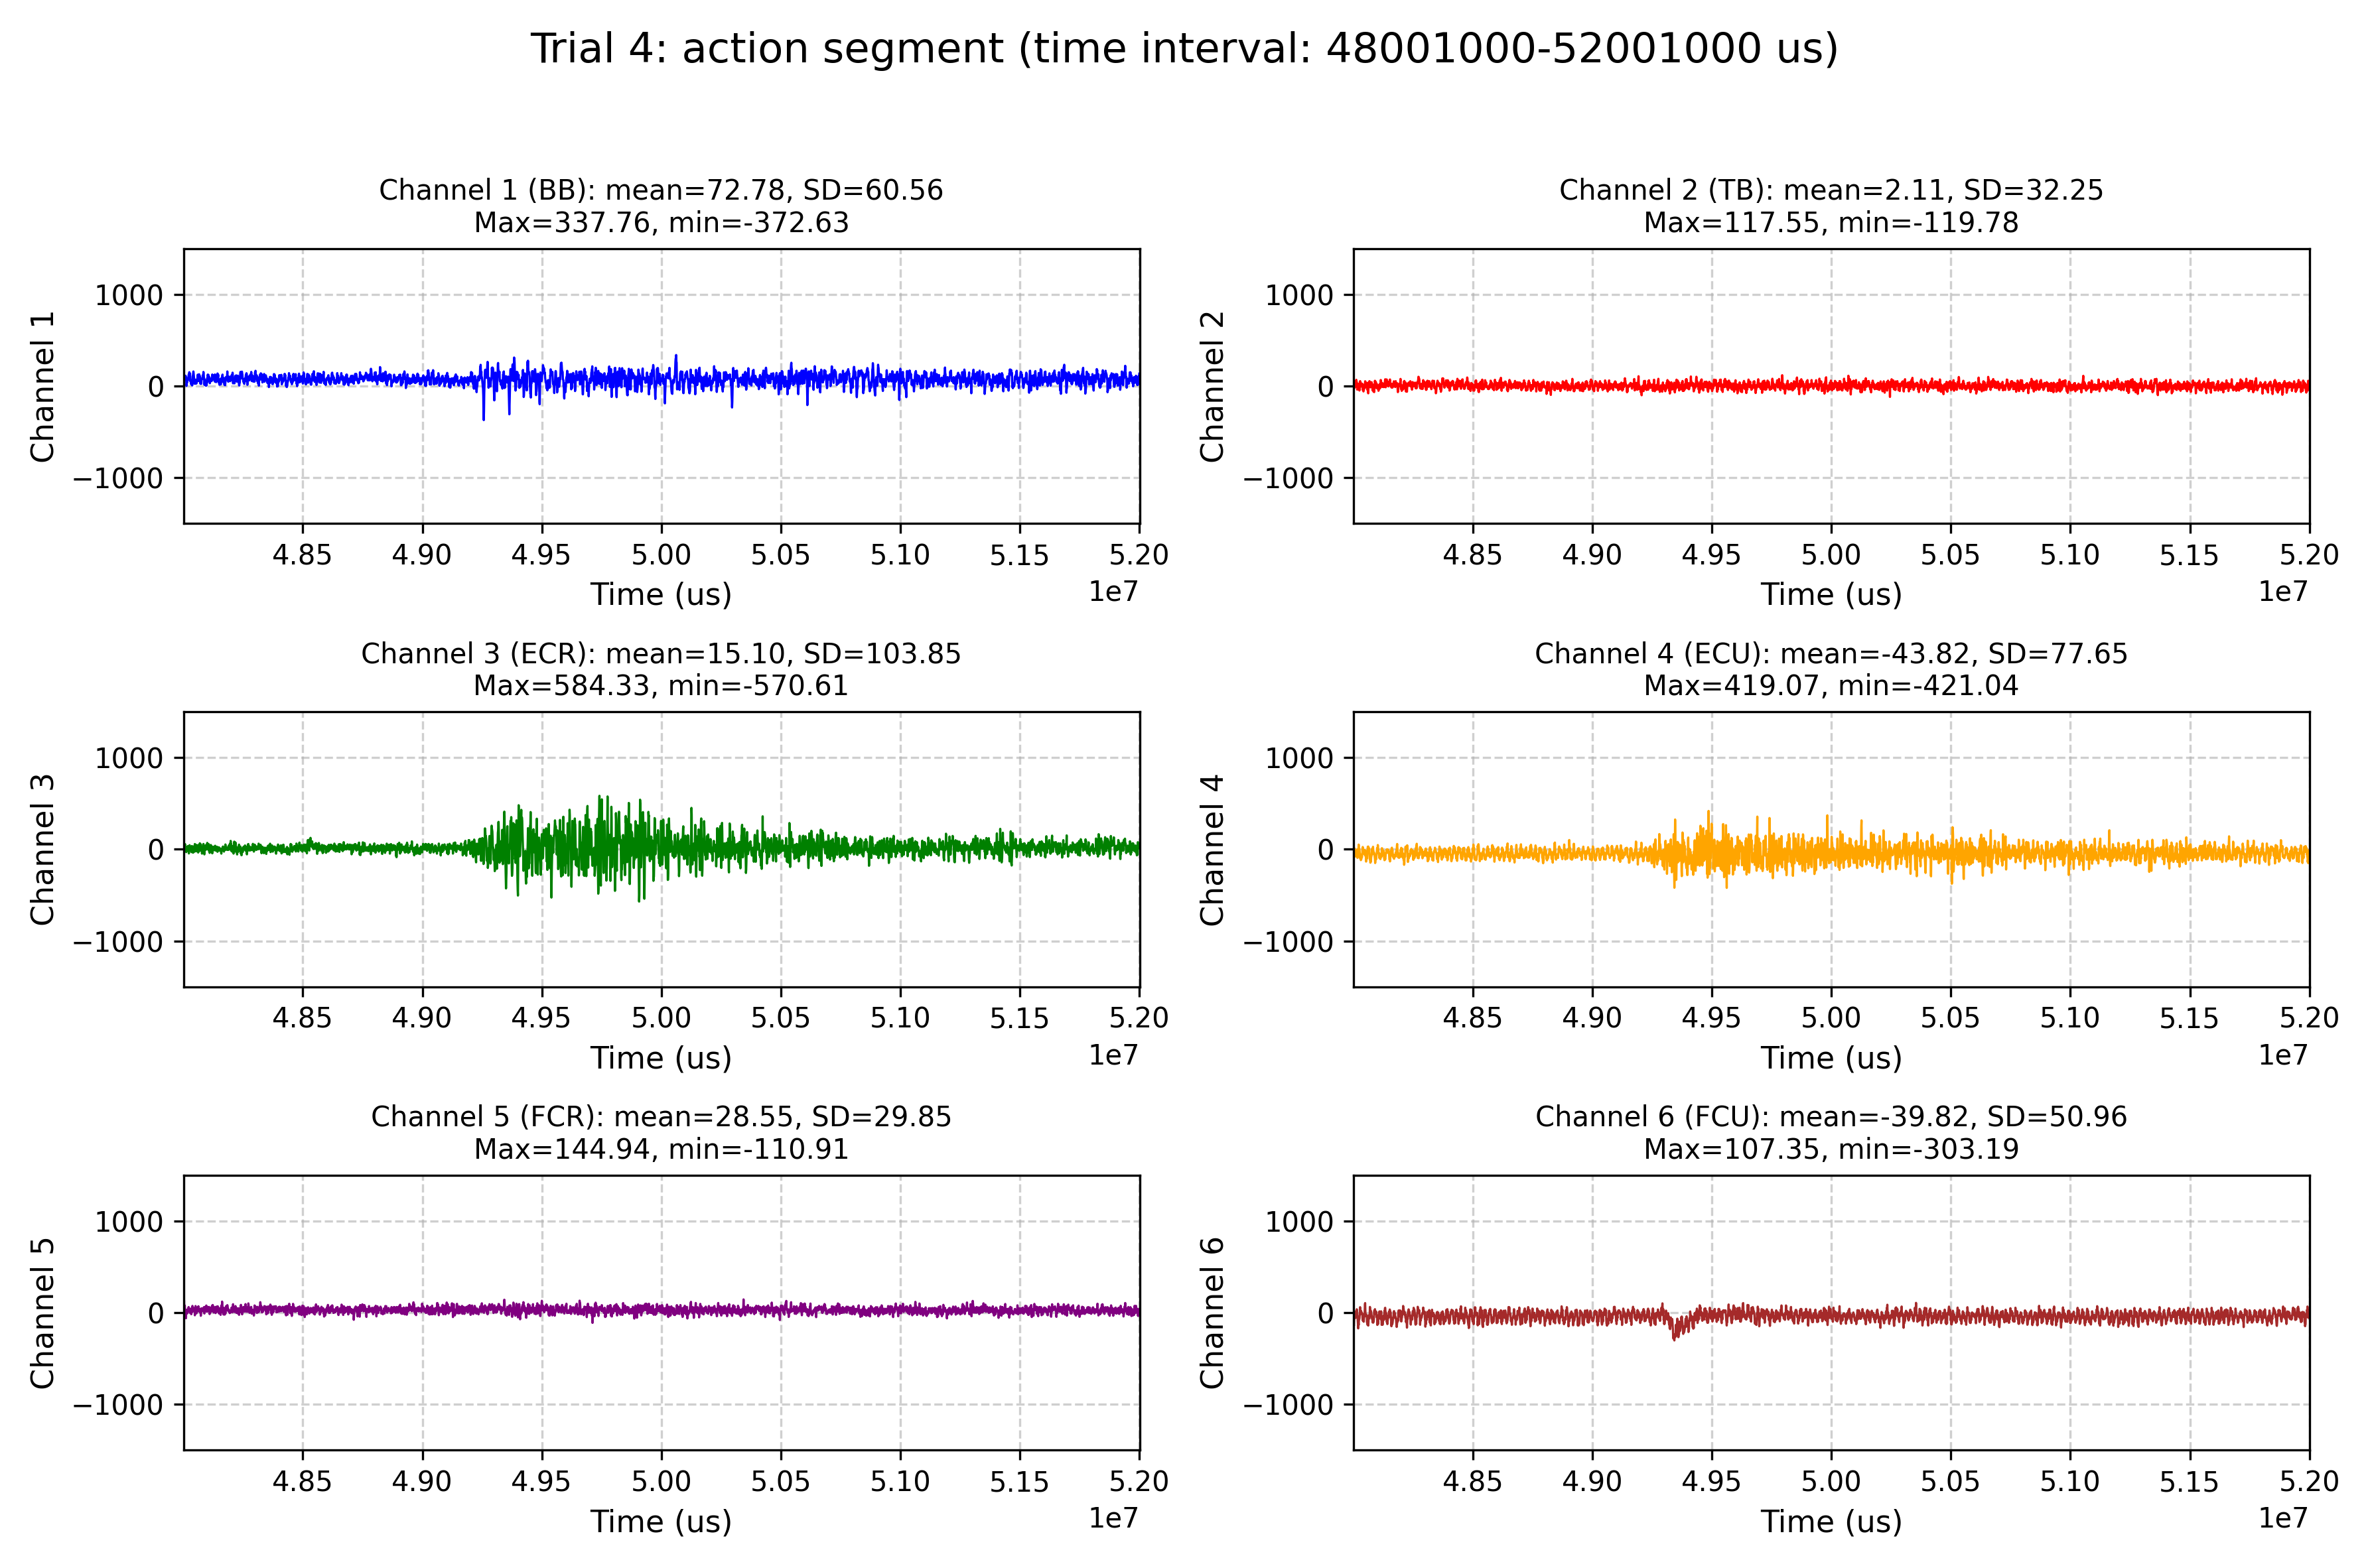 Trial 4: action segment (time interval: 48001000-52001000 us)
Channel 1 (BB): mean=72.78, SD=60.56
Max=337.76, min=-372.63
Channel 1
1000
0
−1000
4.85 4.90 4.95 5.00 5.05 5.10 5.15 5.20
Time (us)
1e7
Channel 2 (TB): mean=2.11, SD=32.25
Max=117.55, min=-119.78
Channel 2
1000
0
−1000
4.85 4.90 4.95 5.00 5.05 5.10 5.15 5.20
Time (us)
1e7
Channel 3 (ECR): mean=15.10, SD=103.85
Max=584.33, min=-570.61
Channel 3
1000
0
−1000
4.85 4.90 4.95 5.00 5.05 5.10 5.15 5.20
Time (us)
1e7
Channel 4 (ECU): mean=-43.82, SD=77.65
Max=419.07, min=-421.04
Channel 4
1000
0
−1000
4.85 4.90 4.95 5.00 5.05 5.10 5.15 5.20
Time (us)
1e7
Channel 5 (FCR): mean=28.55, SD=29.85
Max=144.94, min=-110.91
Channel 5
1000
0
−1000
4.85 4.90 4.95 5.00 5.05 5.10 5.15 5.20
Time (us)
1e7
Channel 6 (FCU): mean=-39.82, SD=50.96
Max=107.35, min=-303.19
Channel 6
1000
0
−1000
4.85 4.90 4.95 5.00 5.05 5.10 5.15 5.20
Time (us)
1e7